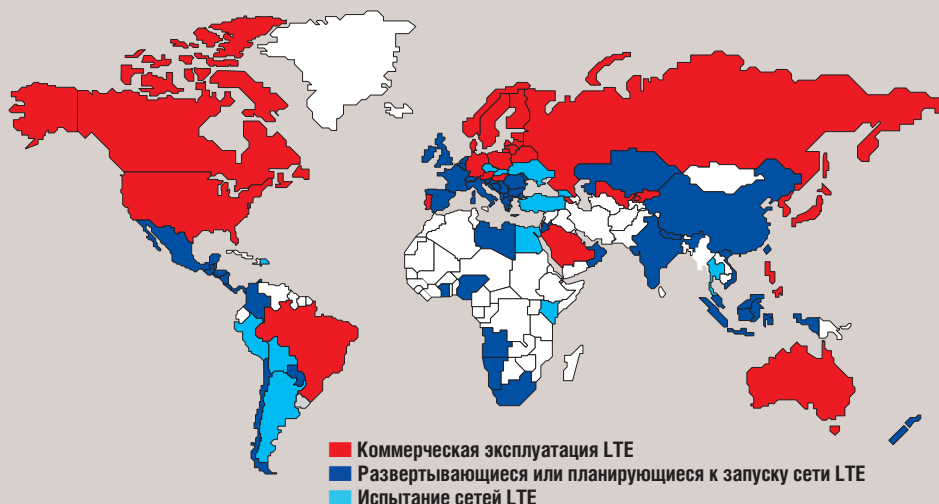 Коммерческая эксплуатация LTE
Развертывающиеся или планирующиеся к запуску сети LTE
Испытание сетей LTE